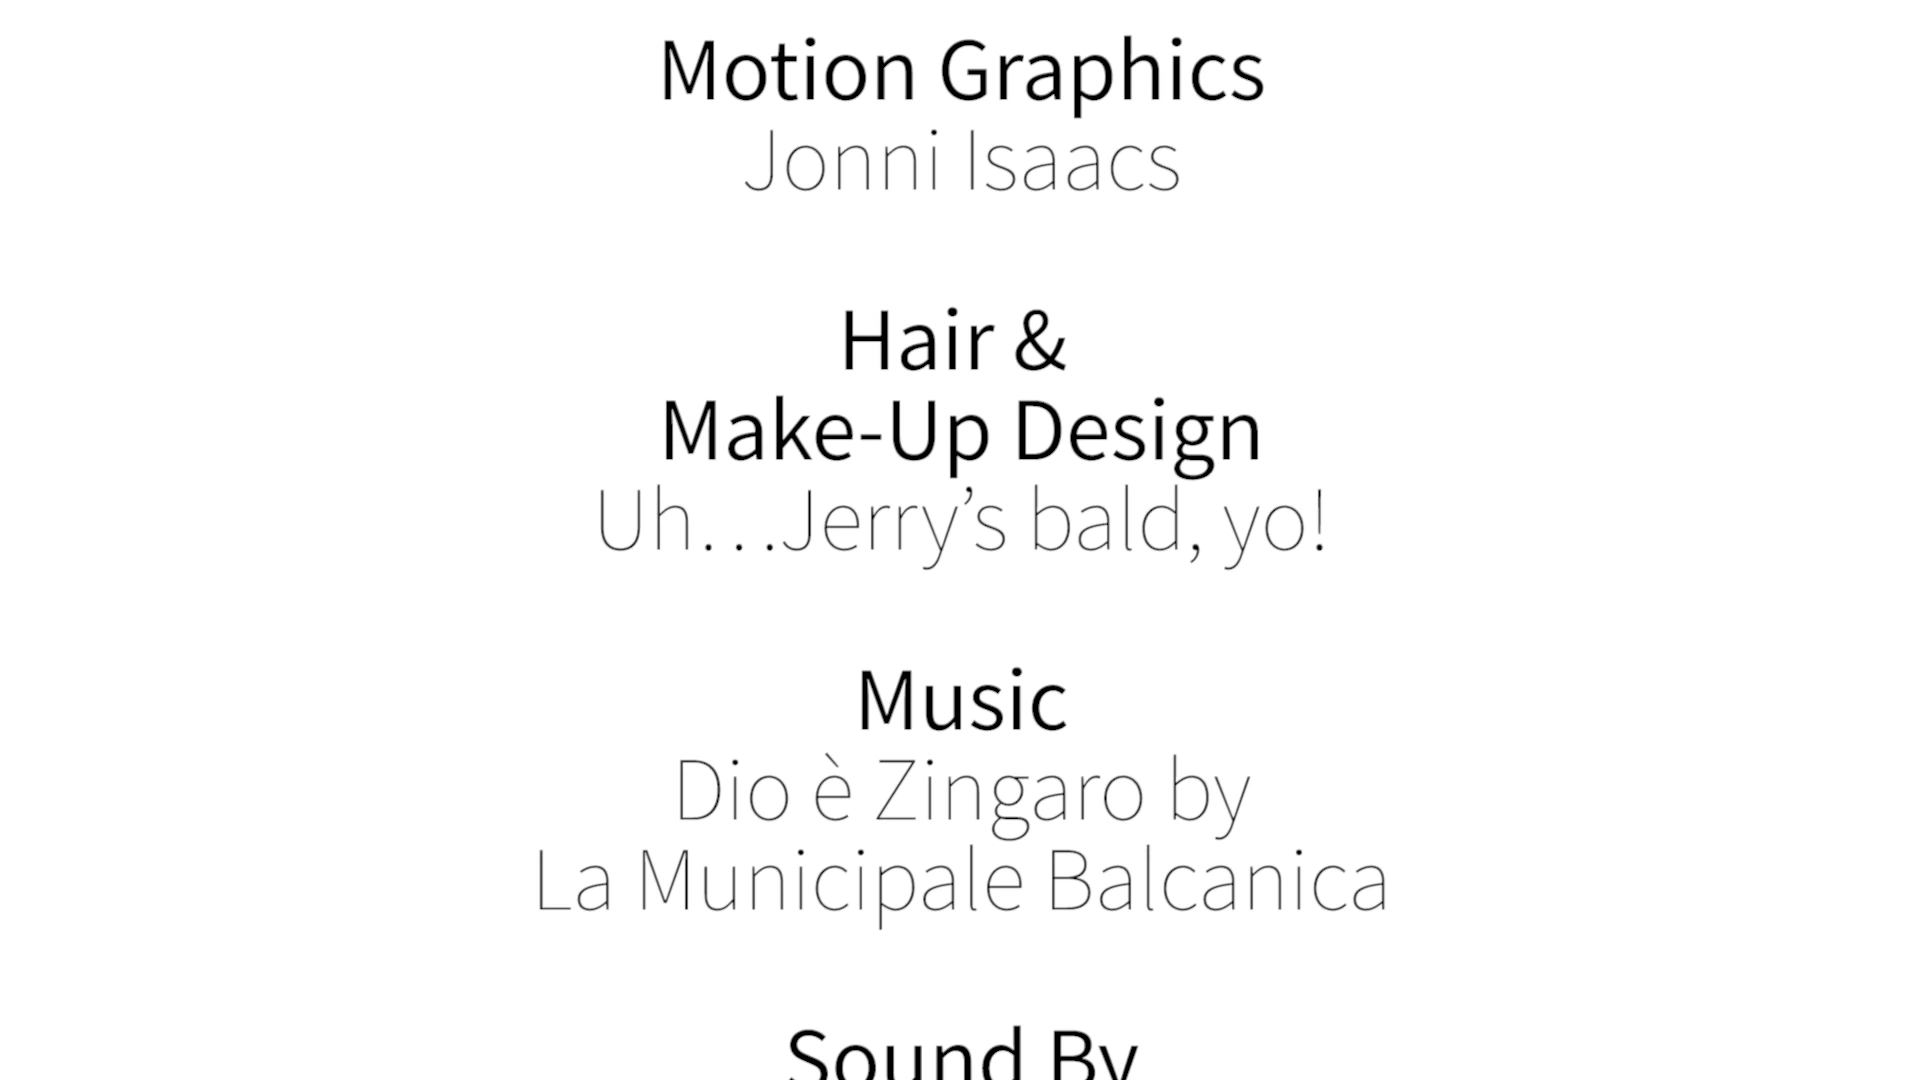 Motion Graphics
Jonni Isaacs
Hair &
Make-Up Design
Uh...Jerry’s bald, yo!
Music
Dio è Zingaro by
La Municipale Balcanica
Sound By